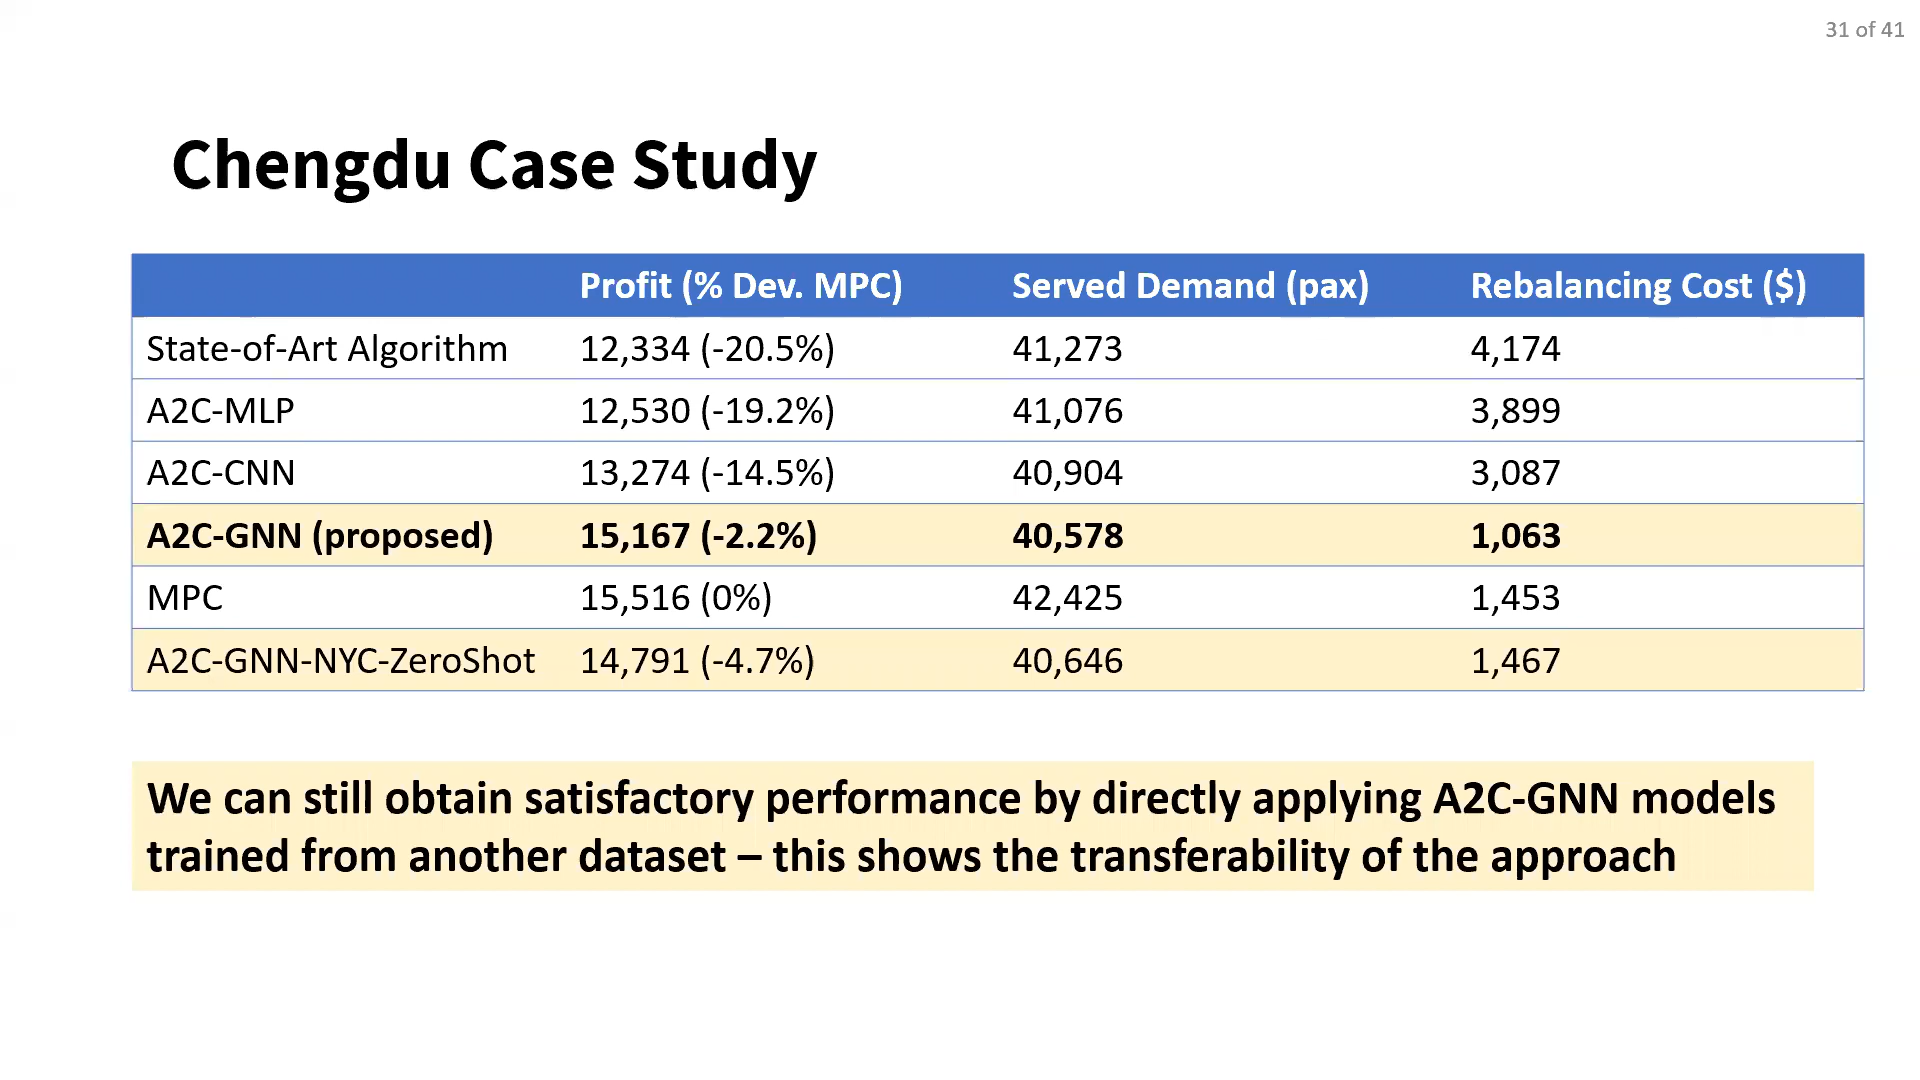 31 of 41
Chengdu Case Study
Profit (% Dev. MPC) Served Demand (pax) Rebalancing Cost ($)
State-of-Art Algorithm 12,334 (-20.5%) 41,273 4,174
A2C-MLP 12,530 (-19.2%) 41,076 3,899
A2C-CNN 13,274 (-14.5%) 40,904 3,087
A2C-GNN (proposed) 15,167 (-2.2%) 40,578 1,063
MPC 15,516 (0%) 42,425 1,453
A2C-GNN-NYC-ZeroShot 14,791 (-4.7%) 40,646 1,467
We can still obtain satisfactory performance by directly applying A2C-GNN models
trained from another dataset – this shows the transferability of the approach